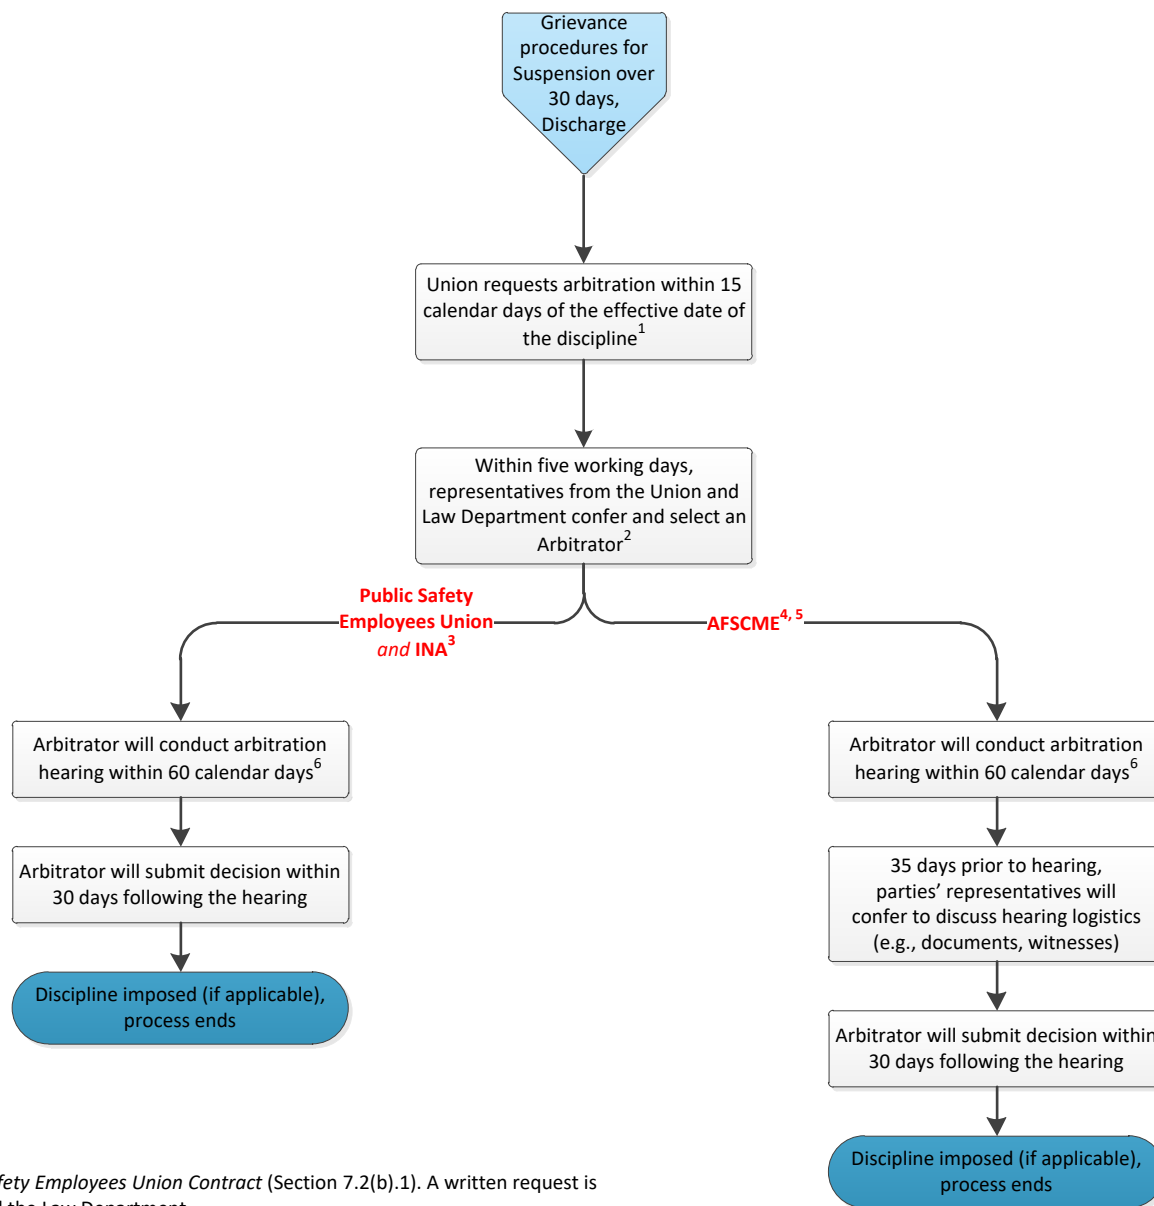 Grievance
procedures for
Suspension over
30 days,
Discharge
Union requests arbitration within 15
calendar days of the effective date of
the discipline1
Within five working days,
representatives from the Union and
Law Department confer and select an
Arbitrator2
Public Safety
Employees Union
and INA3
AFSCME4, 5
Arbitrator will conduct arbitration
hearing within 60 calendar days6
Arbitrator will submit decision within
30 days following the hearing
Discipline imposed (if applicable),
process ends
Arbitrator will conduct arbitration
hearing within 60 calendar days6
35 days prior to hearing,
parties’ representatives will
confer to discuss hearing logistics
(e.g., documents, witnesses)
Arbitrator will submit decision within
30 days following the hearing
Discipline imposed (if applicable),
process ends
fety Employees Union Contract (Section 7.2(b).1). A written request is
the Law Department